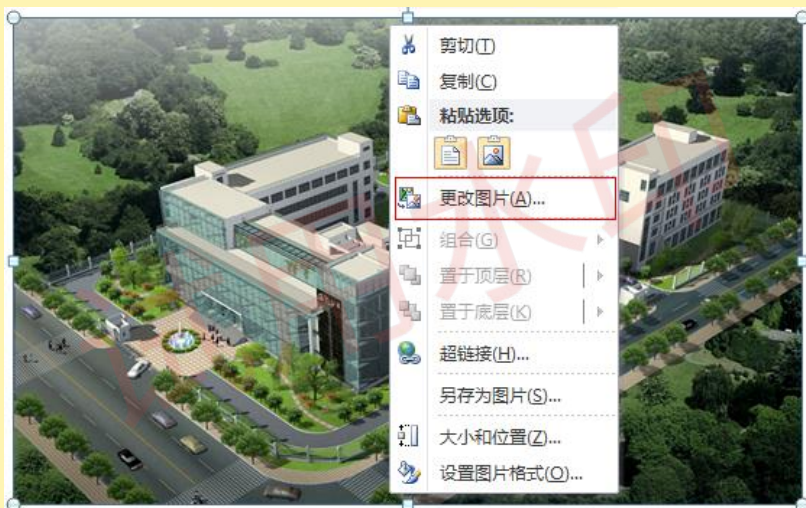 剪切(T)
复制(C)
粘贴选项:
更改图片(A)...
组合(G)
置于顶层(R)
置于底层(K)
超链接(H)...
另存为图片(S)...
大小和位置(Z)...
设置图片格式(O)...